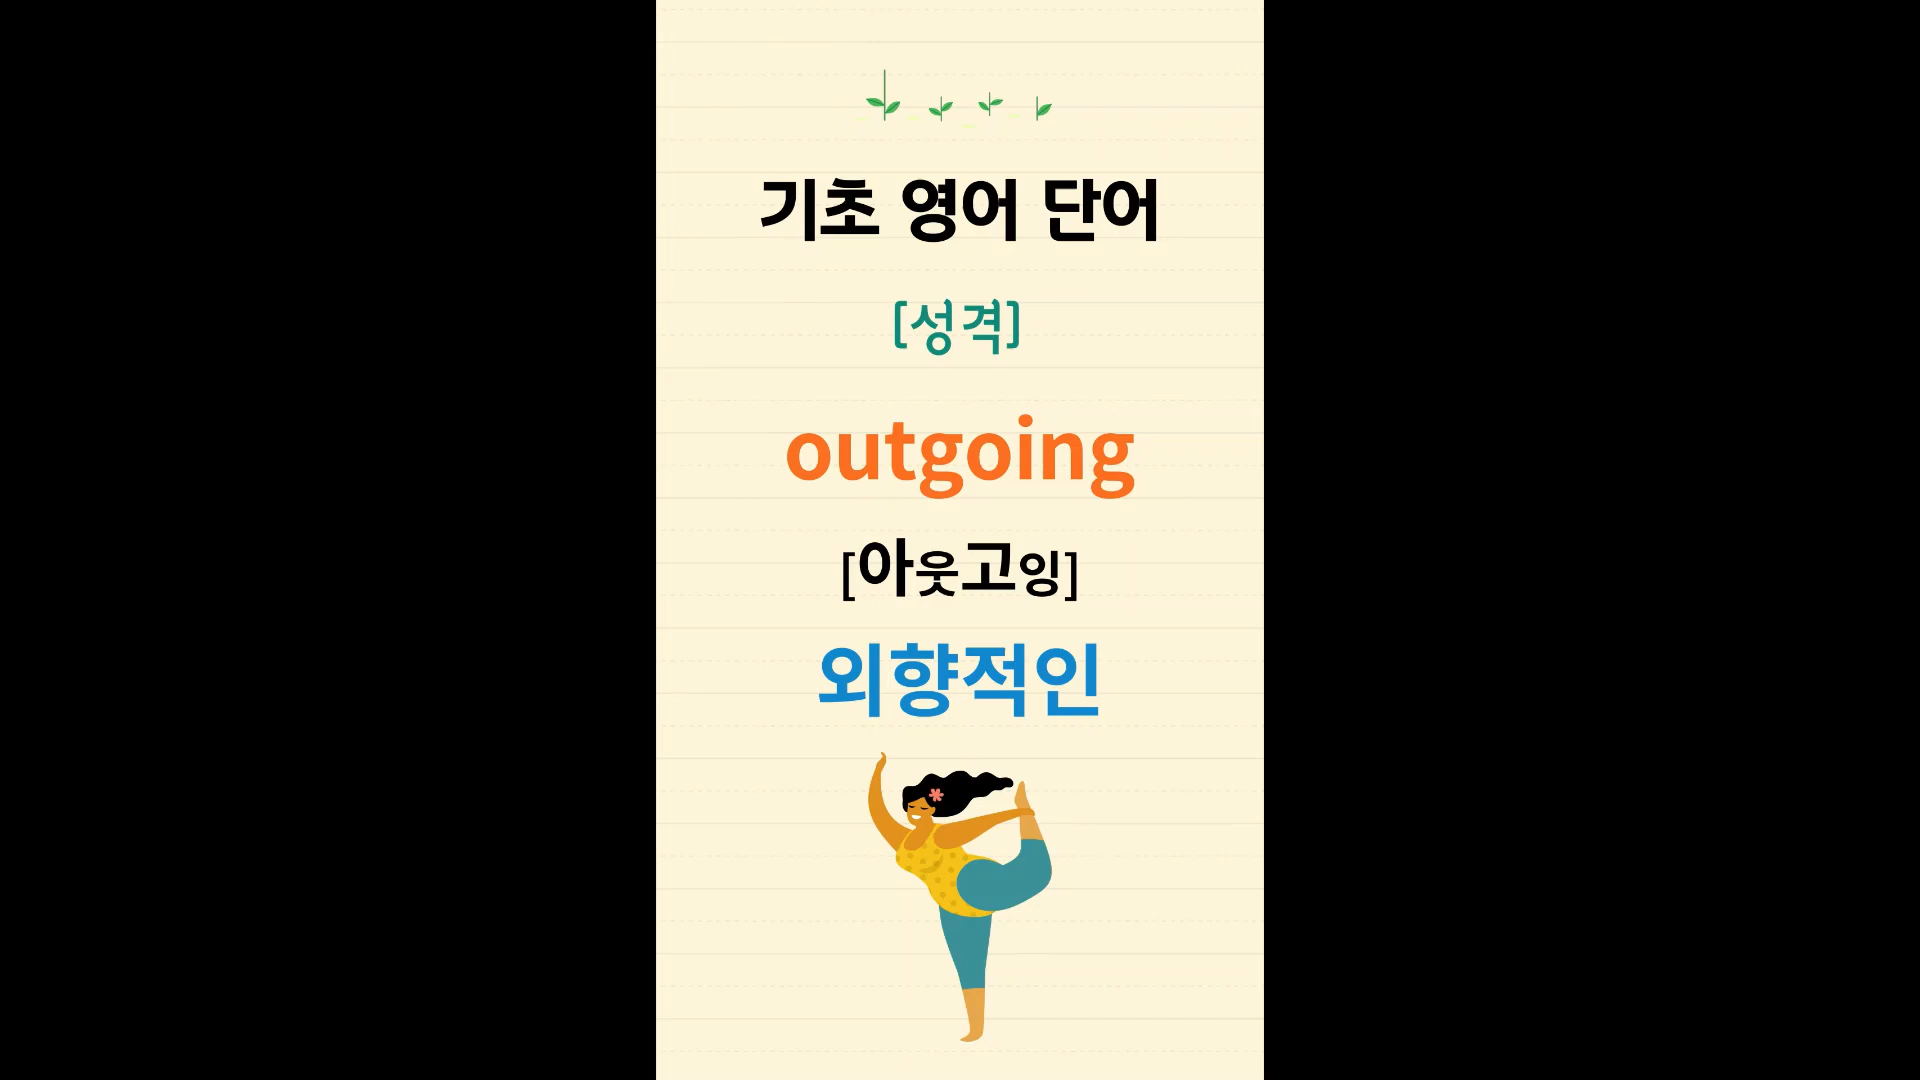 기초 영어 단어
[성격]
outgoing
[아웃고잉]
외향적인